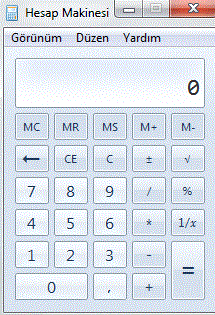 Hesap Makinesi
Görünüm Düzen Yardım
0
MC MR MS M+ M-
← CE C ± √
7 8 9 / %
4 5 6 * 1/x
1 2 3 - =
0 , +